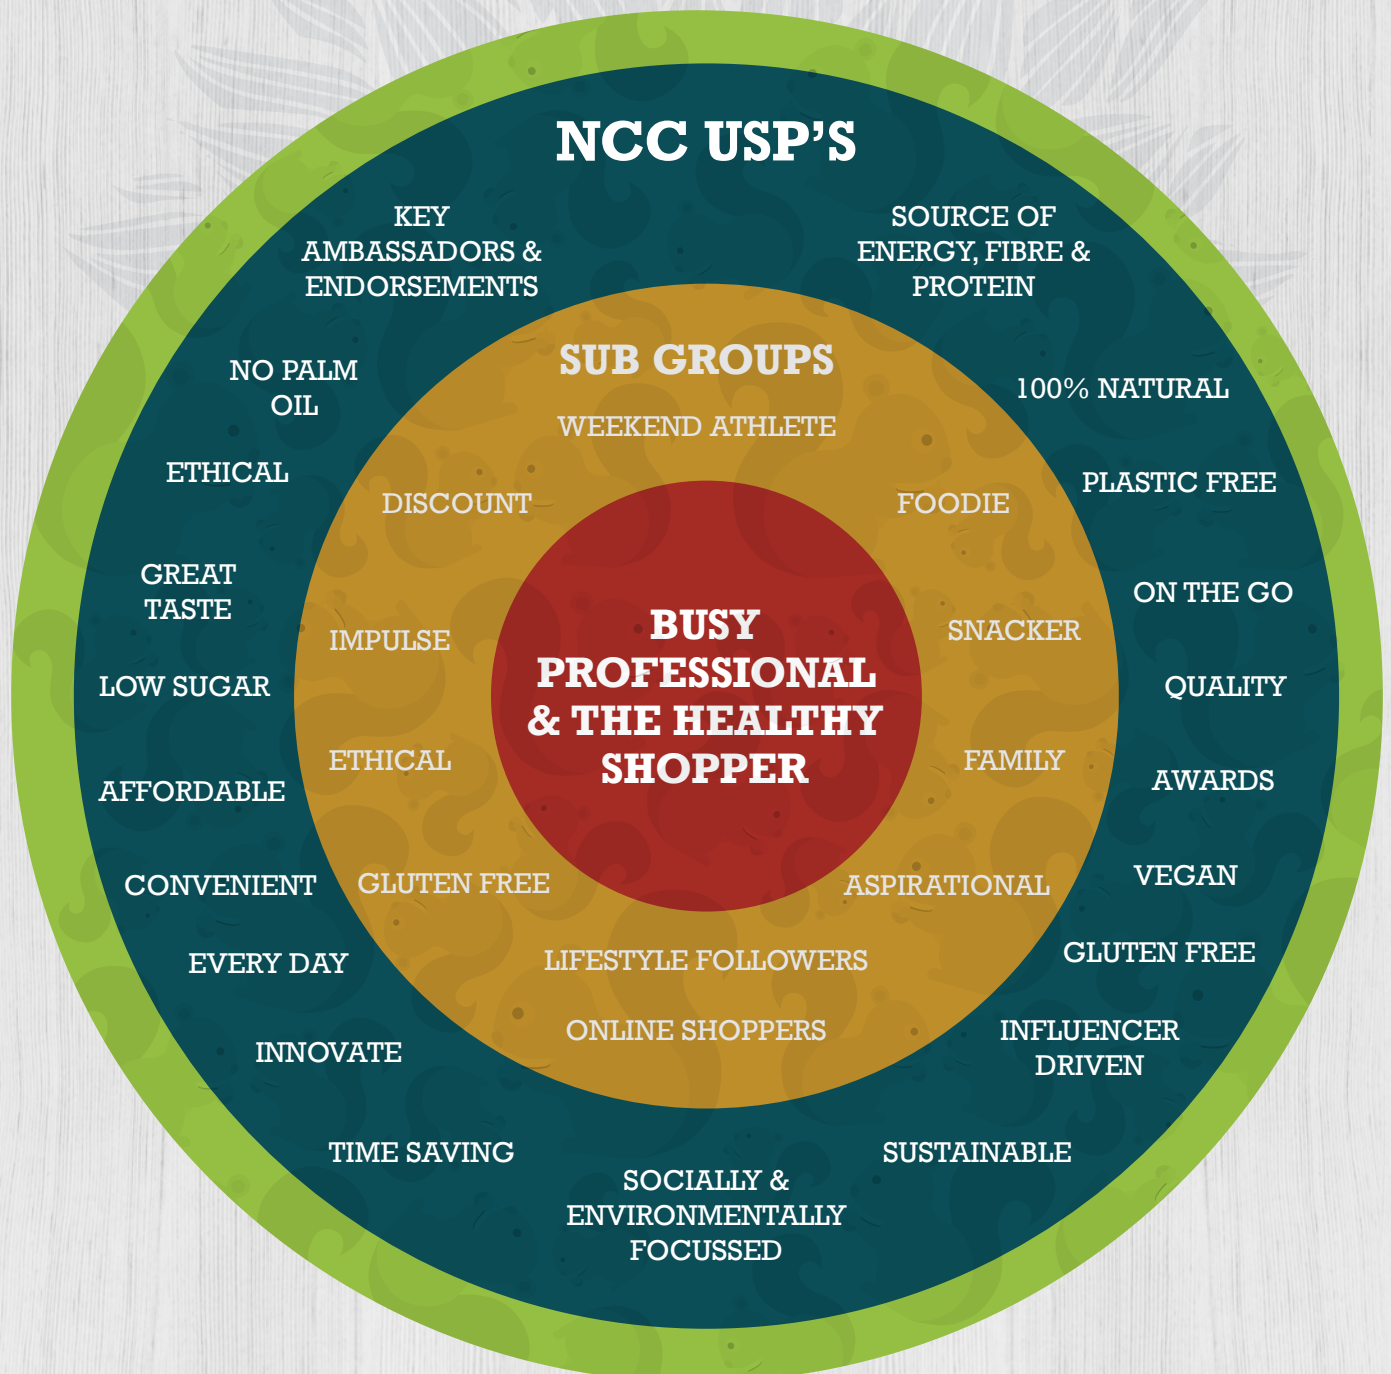 NCC USP'S
KEY
AMBASSADORS &
ENDORSEMENTS
SOURCE OF
ENERGY, FIBRE &
PROTEIN
NO PALM
OIL
ETHICAL
GREAT
TASTE
LOW SUGAR
AFFORDABLE
CONVENIENT
EVERY DAY
INNOVATE
TIME SAVING
SOCIALLY &
ENVIRONMENTALLY
FOCUSSED
100% NATURAL
PLASTIC FREE
ON THE GO
QUALITY
AWARDS
VEGAN
GLUTEN FREE
INFLUENCER
DRIVEN
SUSTAINABLE
SUB GROUPS
WEEKEND ATHLETE
DISCOUNT
FOODIE
IMPULSE
SNACKER
ETHICAL
FAMILY
GLUTEN FREE
ASPIRATIONAL
LIFESTYLE FOLLOWERS
ONLINE SHOPPERS
BUSY
PROFESSIONAL
& THE HEALTHY
SHOPPER